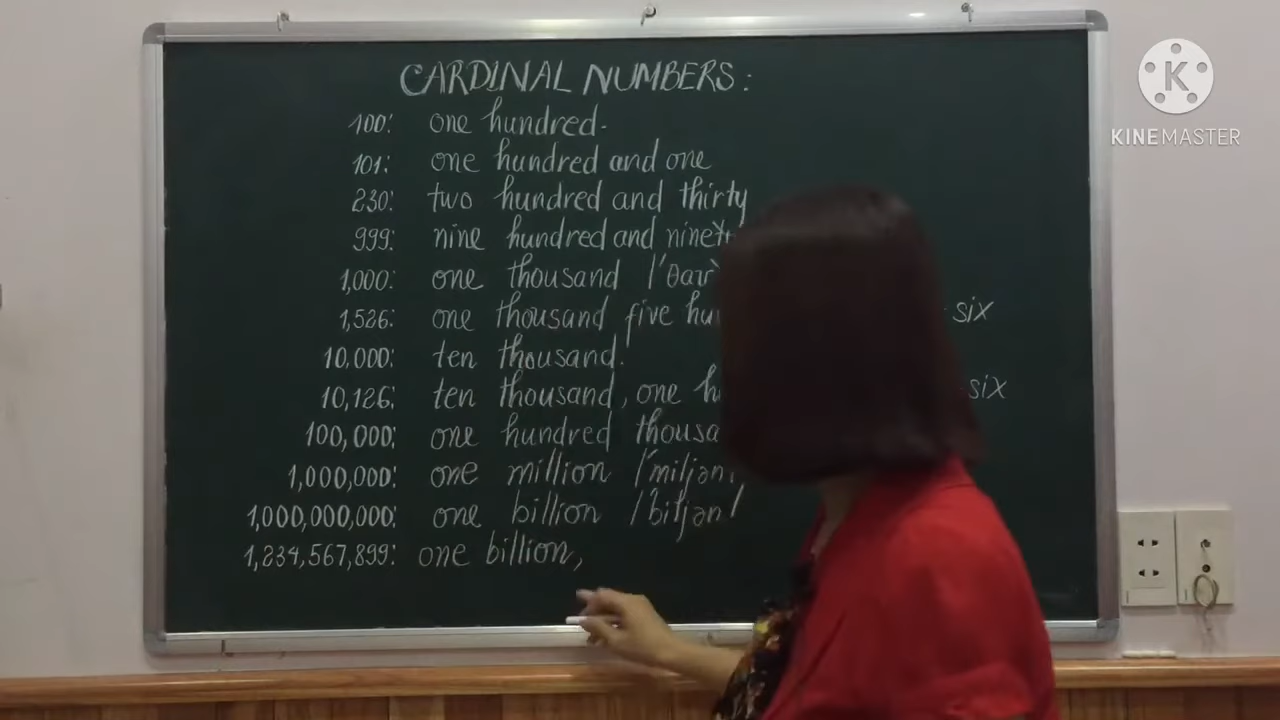 CARDINAL NUMBERS:
100: one hundred.
101: one hundred and one
230: two hundred and thirty
999: nine hundred and
1,000: one thousand
1,526: one thousand five six
10,000: ten thousand.
10,126: ten thousand, one six
100,000: one hundred
1,000,000: one million /'miljən/
1,000,000,000: one billion /'biljən/
1,234,567,899: one billion,
K
KINEMASTER